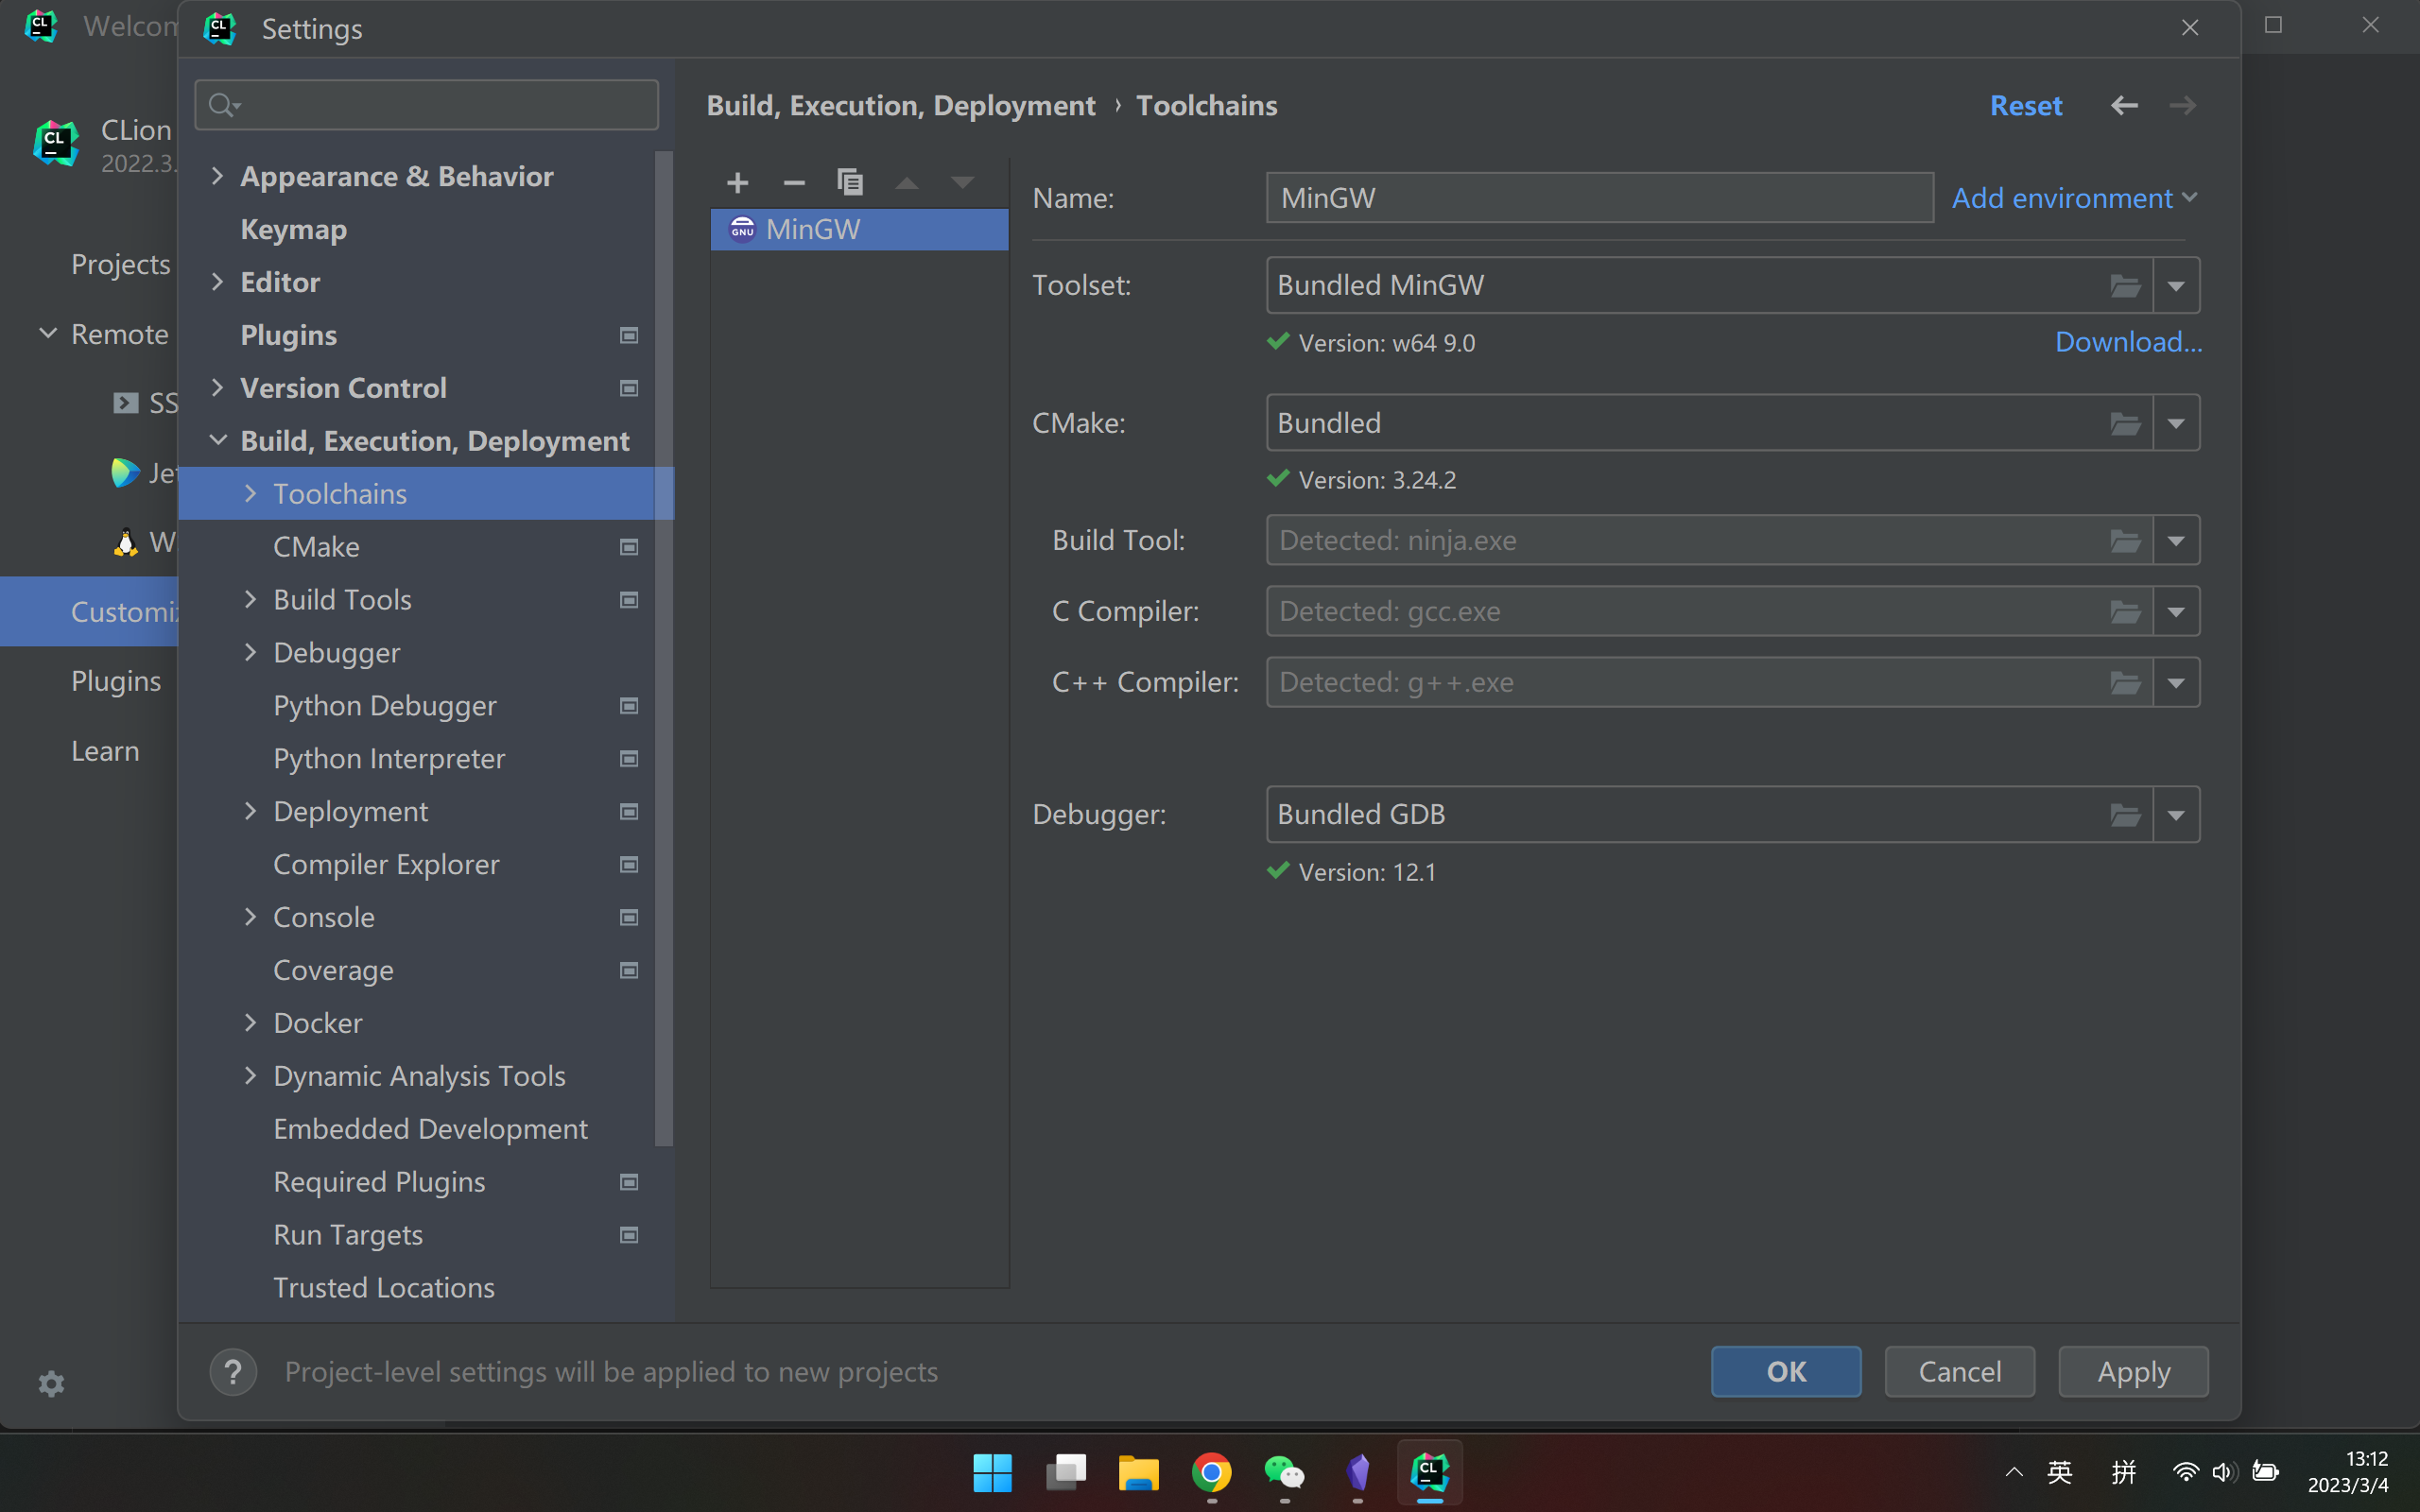 Welcom
Settings
CLion
2022.3.
Projects
Remote
SS
Jet
W
Customiz
Plugins
Learn
Appearance & Behavior
Keymap
Editor
Plugins
Version Control
Build, Execution, Deployment
Toolchains
CMake
Build Tools
Debugger
Python Debugger
Python Interpreter
Deployment
Compiler Explorer
Console
Coverage
Docker
Dynamic Analysis Tools
Embedded Development
Required Plugins
Run Targets
Trusted Locations
Build, Execution, Deployment › Toolchains
Reset
MinGW
Name: MinGW Add environment
Toolset: Bundled MinGW
Version: w64 9.0 Download...
CMake: Bundled
Version: 3.24.2
Build Tool: Detected: ninja.exe
C Compiler: Detected: gcc.exe
C++ Compiler: Detected: g++.exe
Debugger: Bundled GDB
Version: 12.1
? Project-level settings will be applied to new projects
OK Cancel Apply
英 拼
13:12
2023/3/4